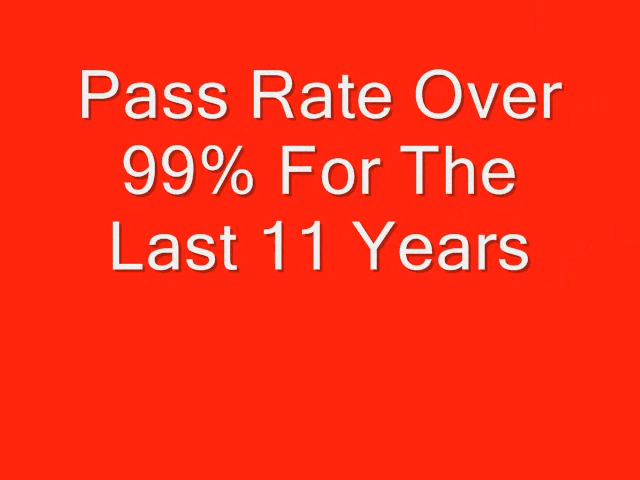 Pass Rate Over
99% For The
Last 11 Years